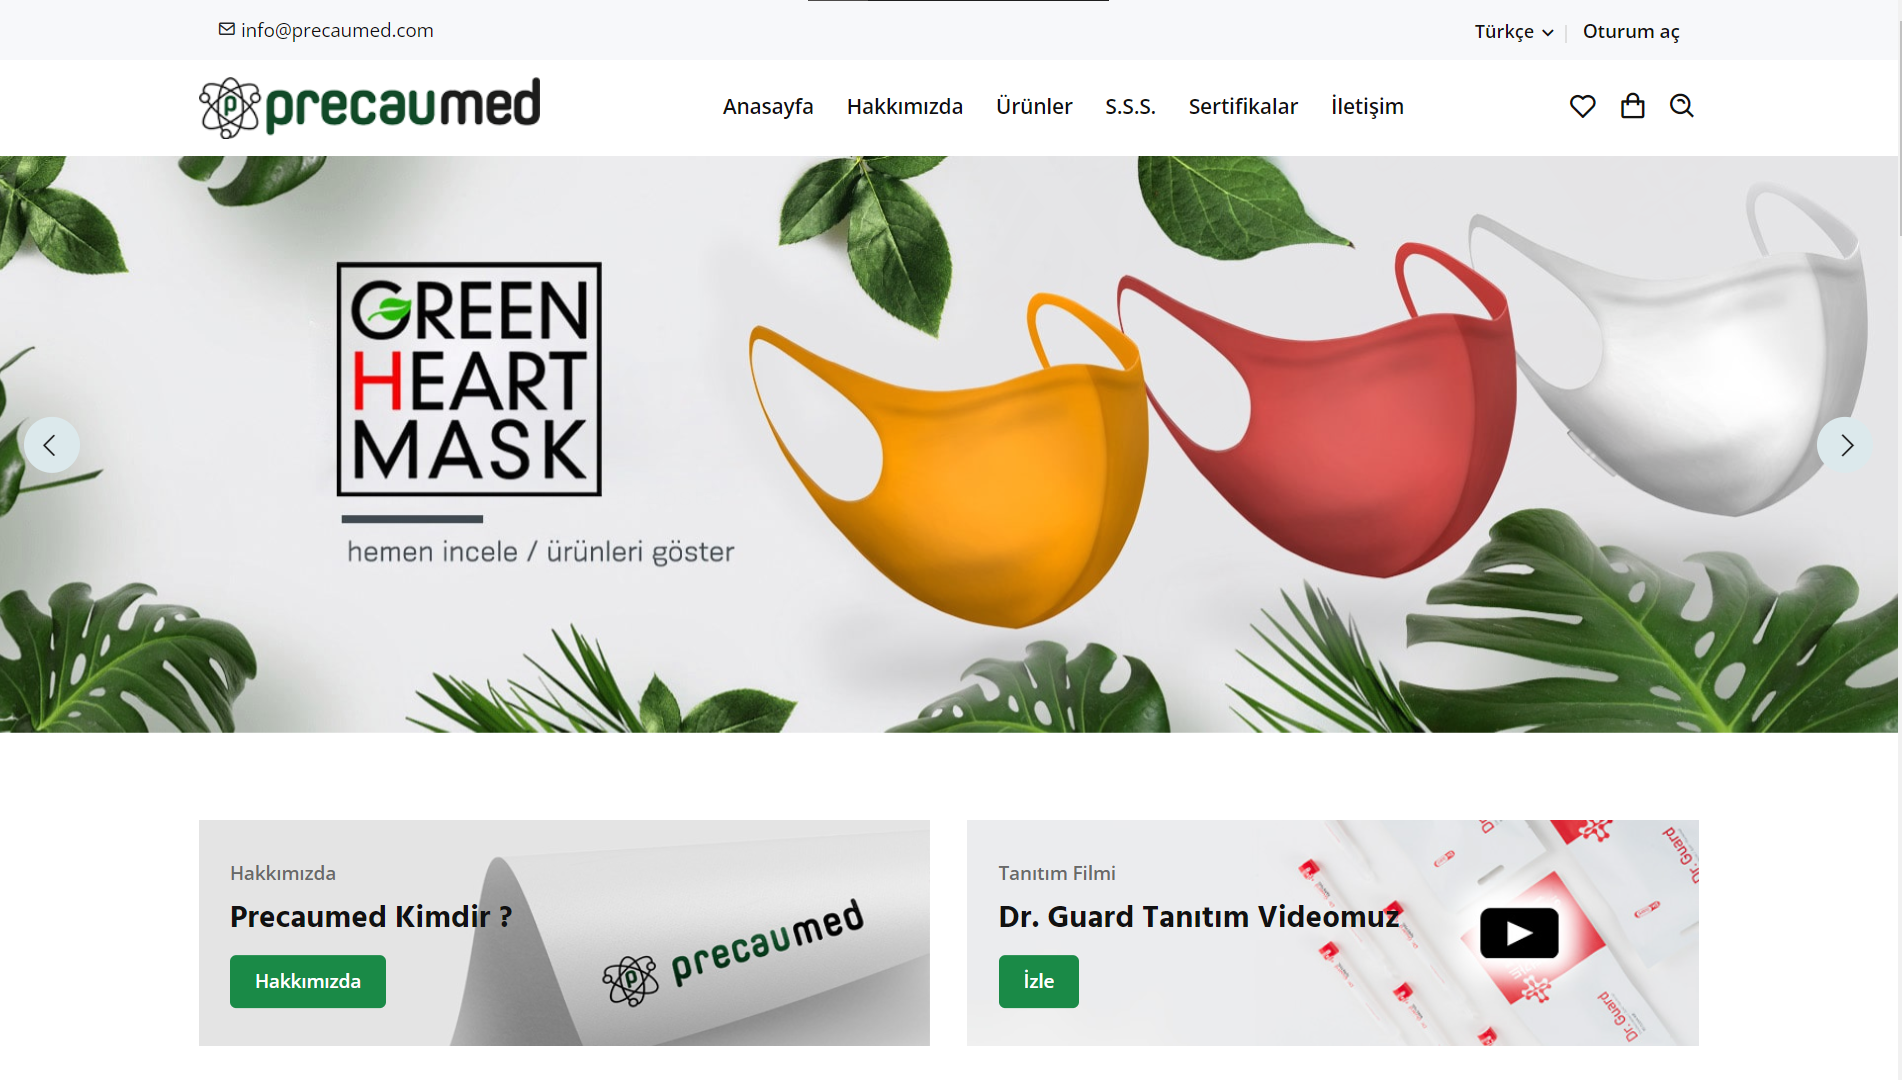 info@precaumed.com
Türkçe
Oturum aç
precaumed
Anasayfa
Hakkımızda
Ürünler
S.S.S.
Sertifikalar
İletişim
GREEN
HEART
MASK
hemen incele / ürünleri göster
Hakkımızda
Precaumed Kimdir ?
Hakkımızda
precaumed
Tanıtım Filmi
Dr. Guard Tanıtım Videomuz
İzle
Dr. Guard
Dr. Guard